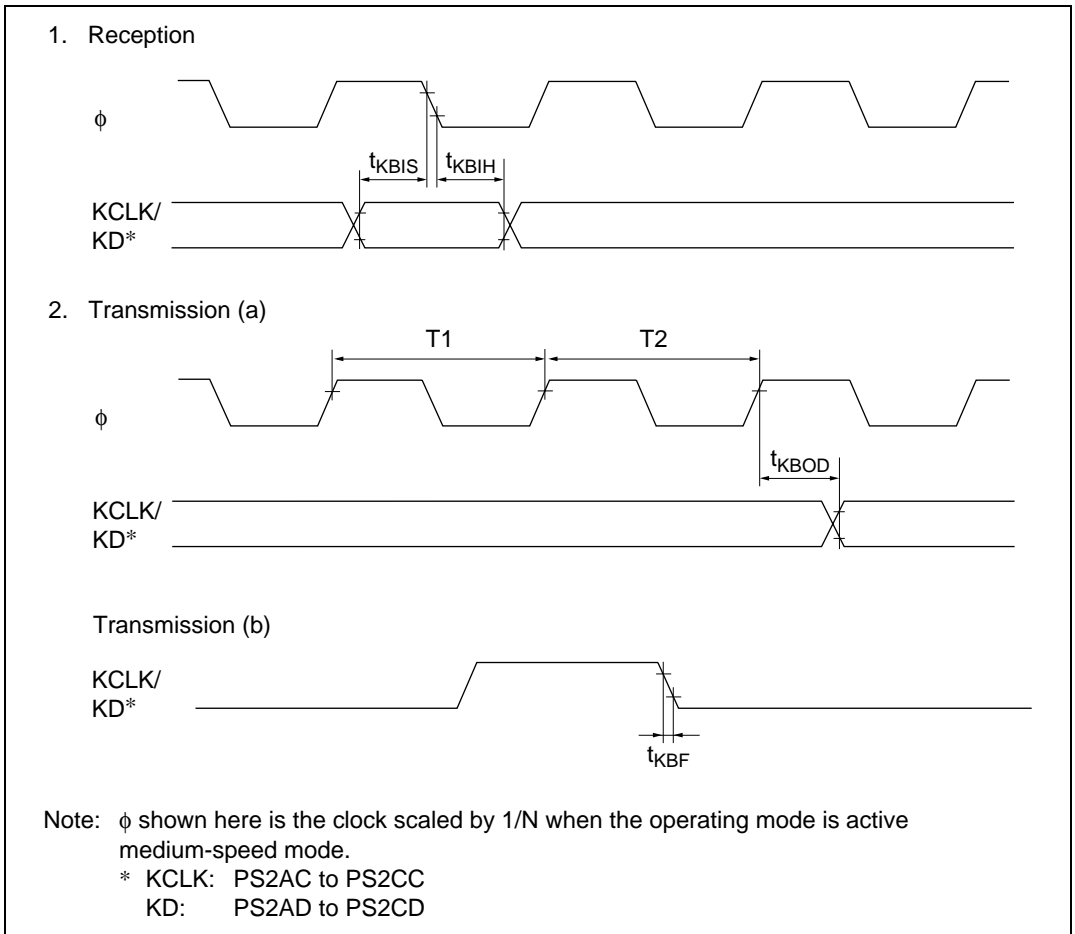 1. Reception
ϕ
tKBIS
tKBIH
KCLK/
KD*
2. Transmission (a)
T1
T2
ϕ
tKBOD
KCLK/
KD*
Transmission (b)
KCLK/
KD*
tKBF
Note: ϕ shown here is the clock scaled by 1/N when the operating mode is active
medium-speed mode.
* KCLK: PS2AC to PS2CC
KD: PS2AD to PS2CD